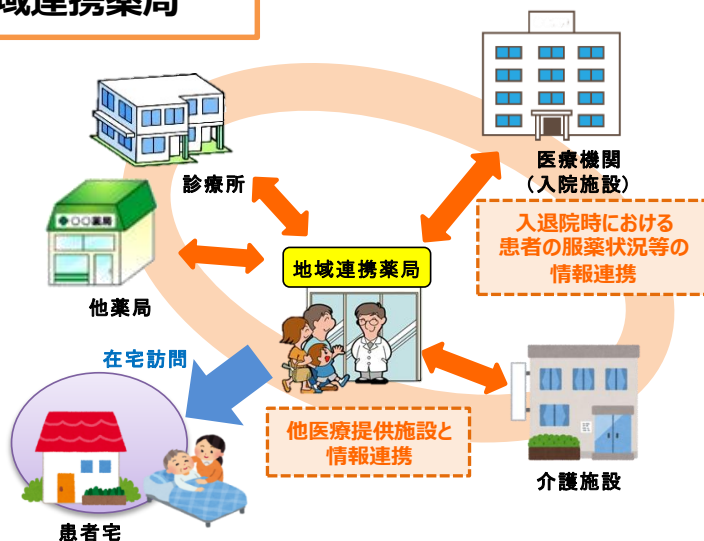 域連携薬局
診療所
医療機関
(入院施設)
入退院時における
患者の服薬状況等の
情報連携
○○薬局
他薬局
地域連携薬局
在宅訪問
他医療提供施設と
情報連携
介護施設
患者宅